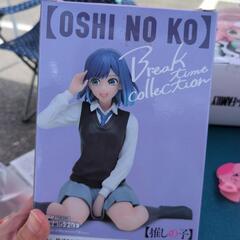 【OSHI NO KO】
Break
time
collection
【推しの子】